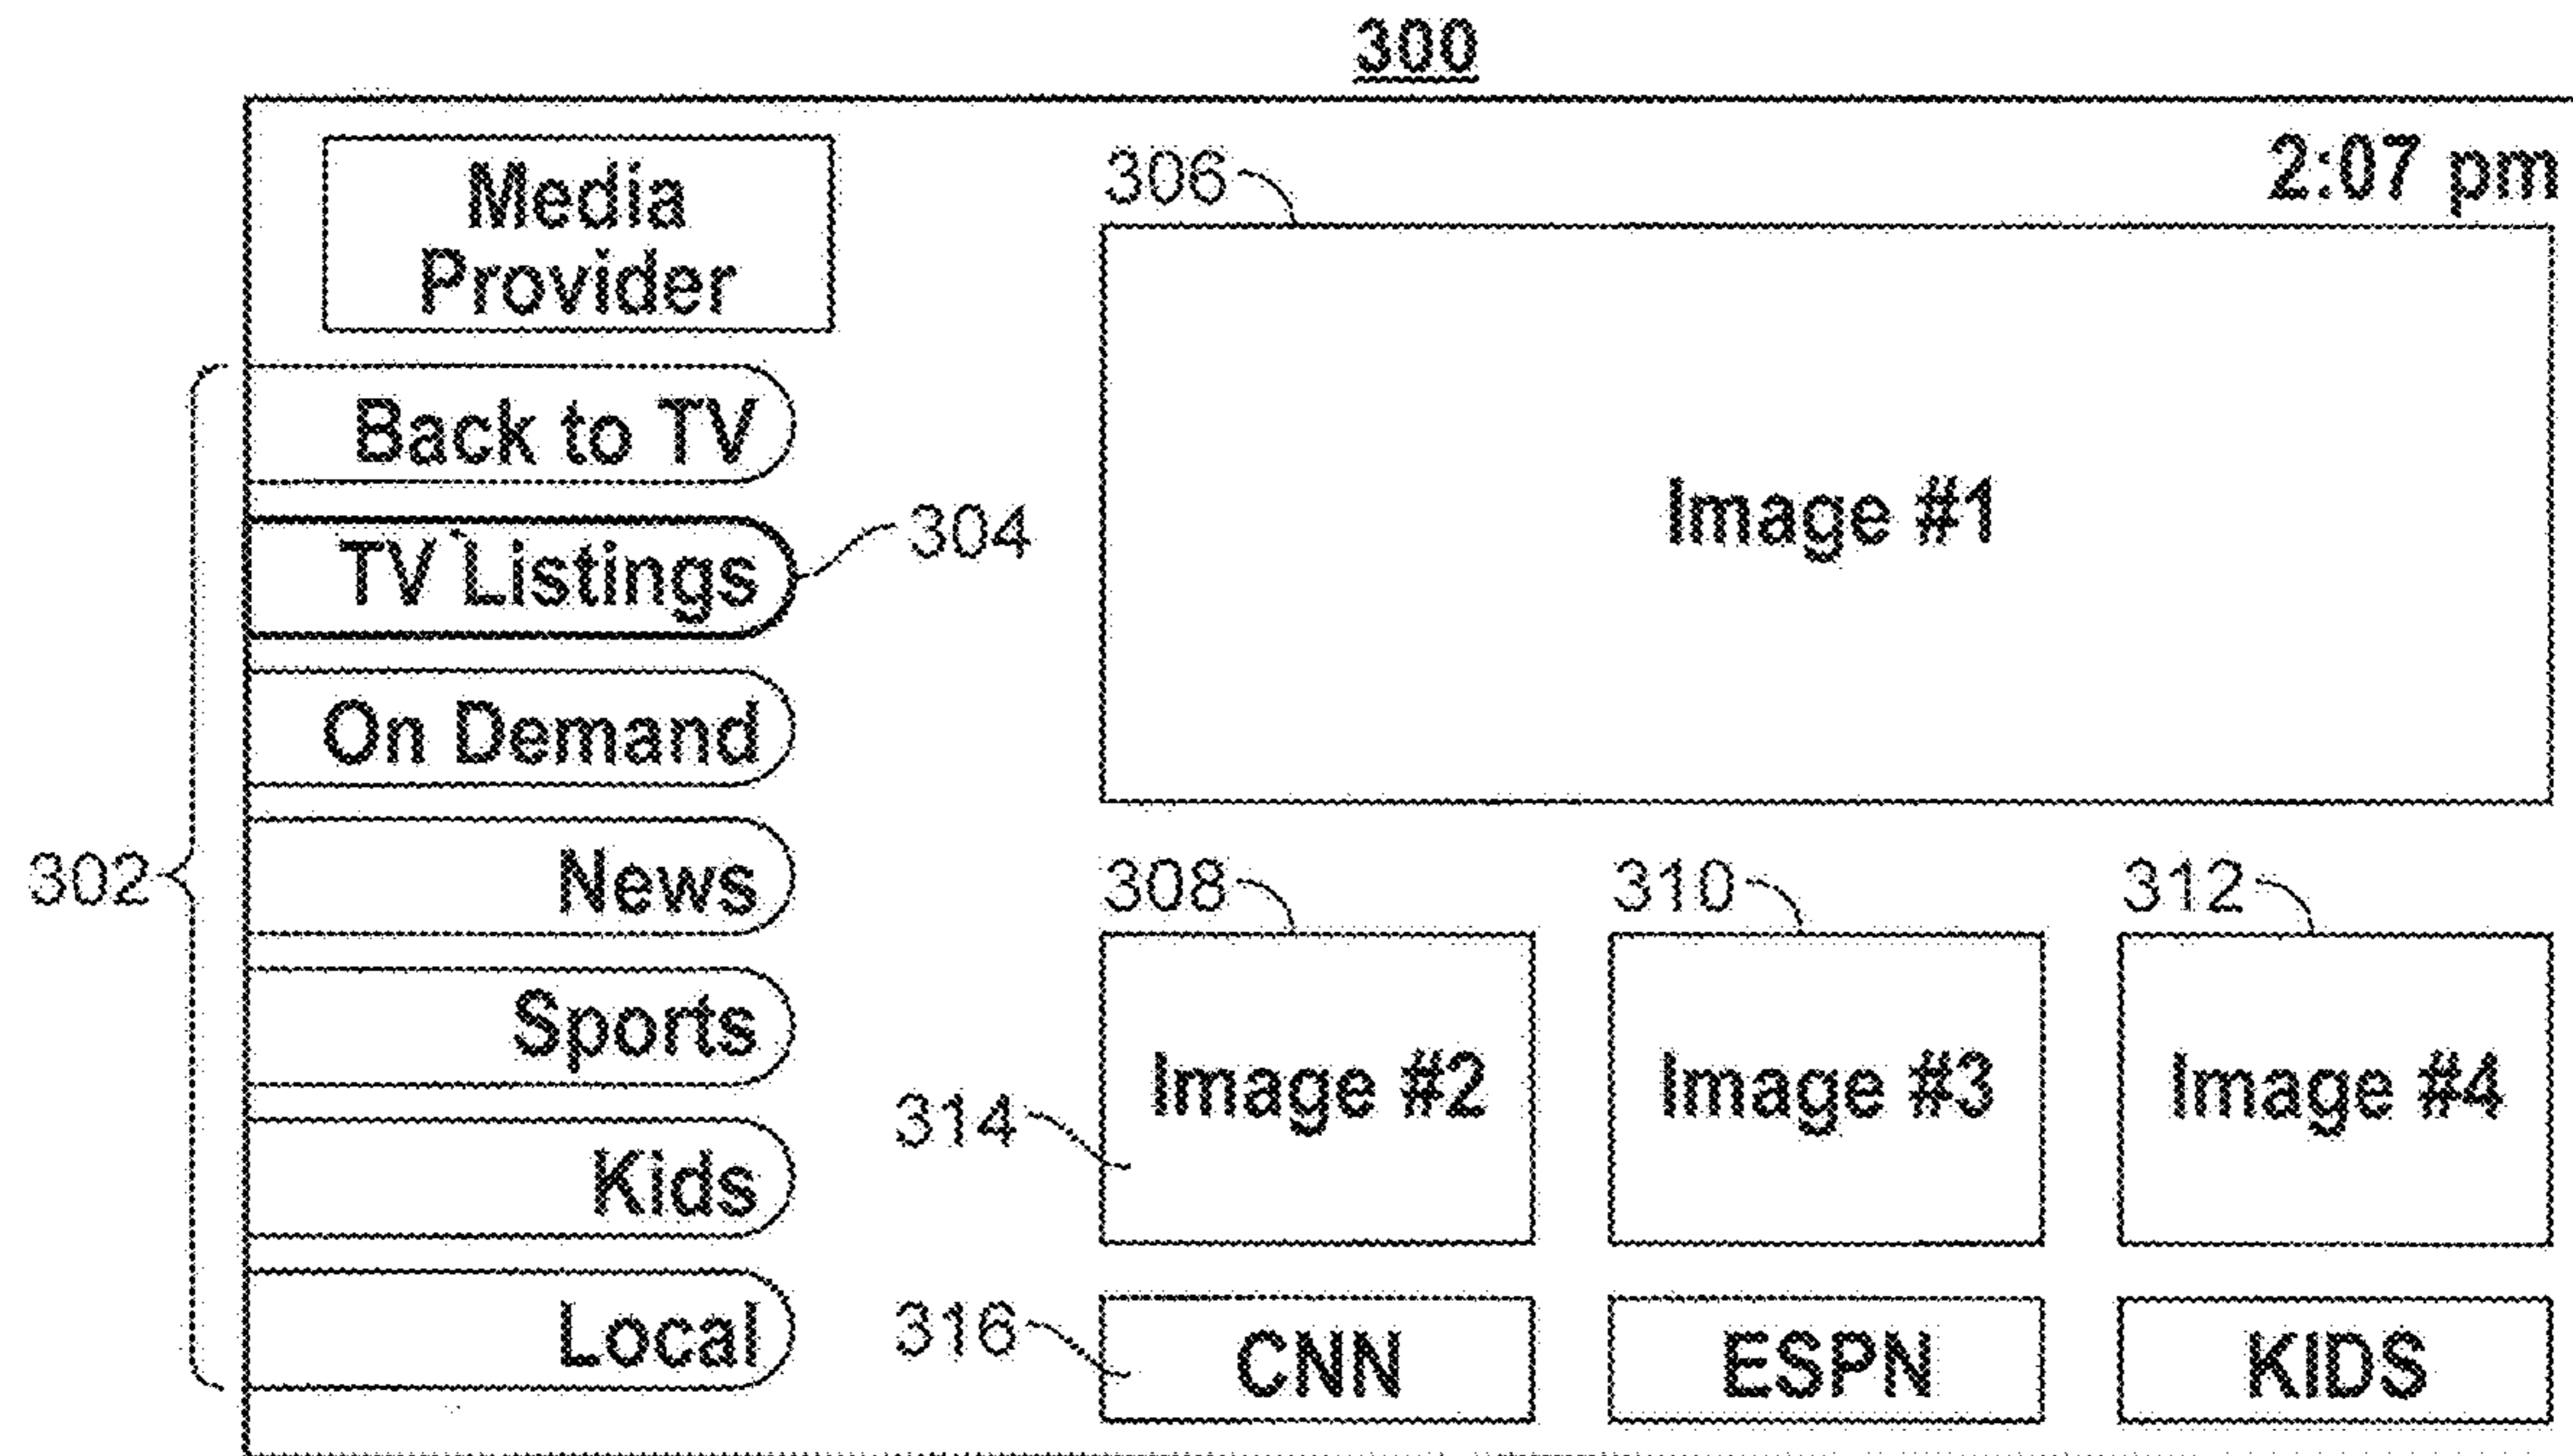 300
2:07 pm
Media
Provider
306
Image #1
302
Back to TV
TV Listings
304
On Demand
News
Sports
Kids
Local
308
310
312
314
Image #2
Image #3
Image #4
316
CNN
ESPN
KIDS